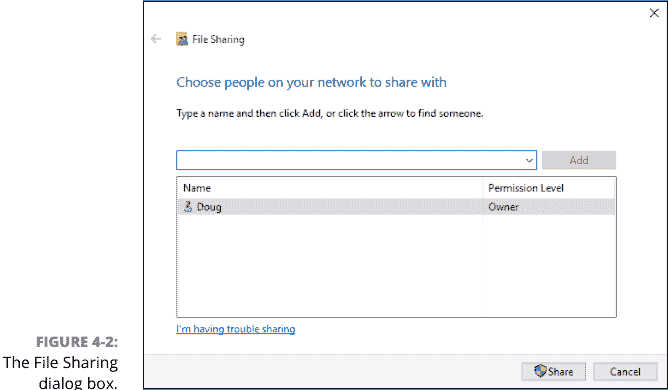 File Sharing
Choose people on your network to share with
Type a name and then click Add, or click the arrow to find someone.
Add
Name Permission Level
Doug Owner
I'm having trouble sharing
Share Cancel
FIGURE 4-2:
The File Sharing
dialog box.